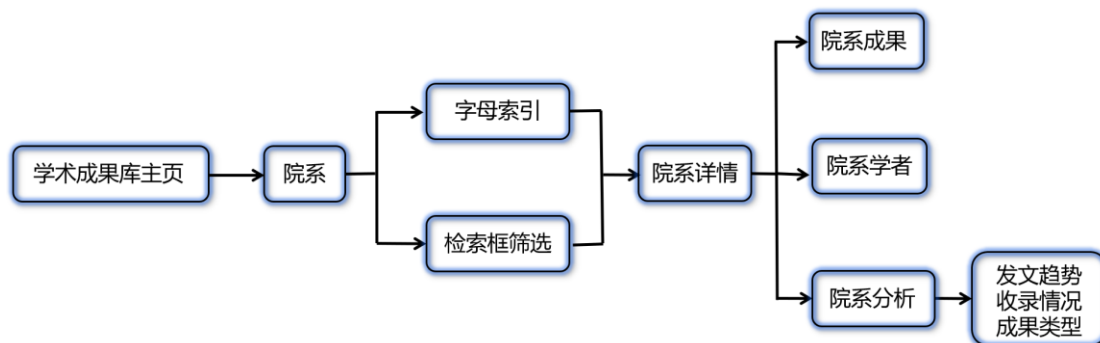 学术成果库主页
院系
字母索引
检索框筛选
院系详情
院系成果
院系学者
院系分析
发文趋势
收录情况
成果类型